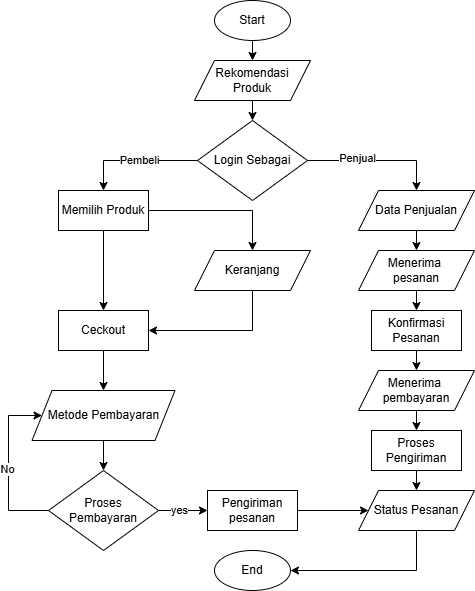 Start
Rekomendasi
Produk
Login Sebagai
Pembeli
Penjual
Memilih Produk
Data Penjualan
Keranjang
Menerima
pesanan
Ceckout
Konfirmasi
Pesanan
Metode Pembayaran
Menerima
pembayaran
No
Proses
Pembayaran
yes
Pengiriman
pesanan
Proses
Pengiriman
Status Pesanan
End